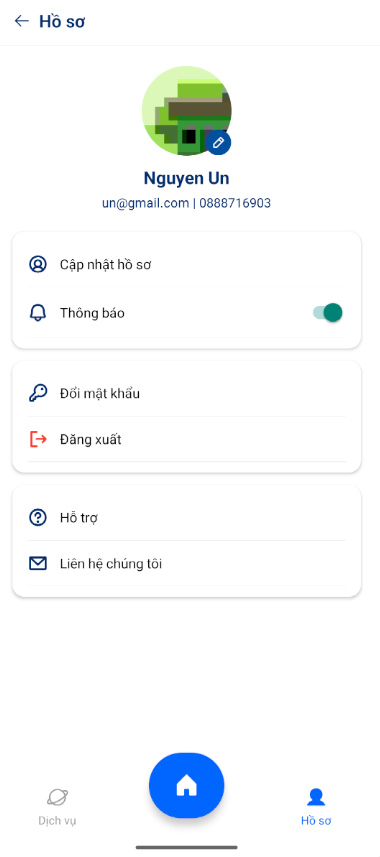 Hồ sơ
Nguyen Un
un@gmail.com | 0888716903
Cập nhật hồ sơ
Thông báo
Đổi mật khẩu
Đăng xuất
Hỗ trợ
Liên hệ chúng tôi
Dịch vụ
Hồ sơ